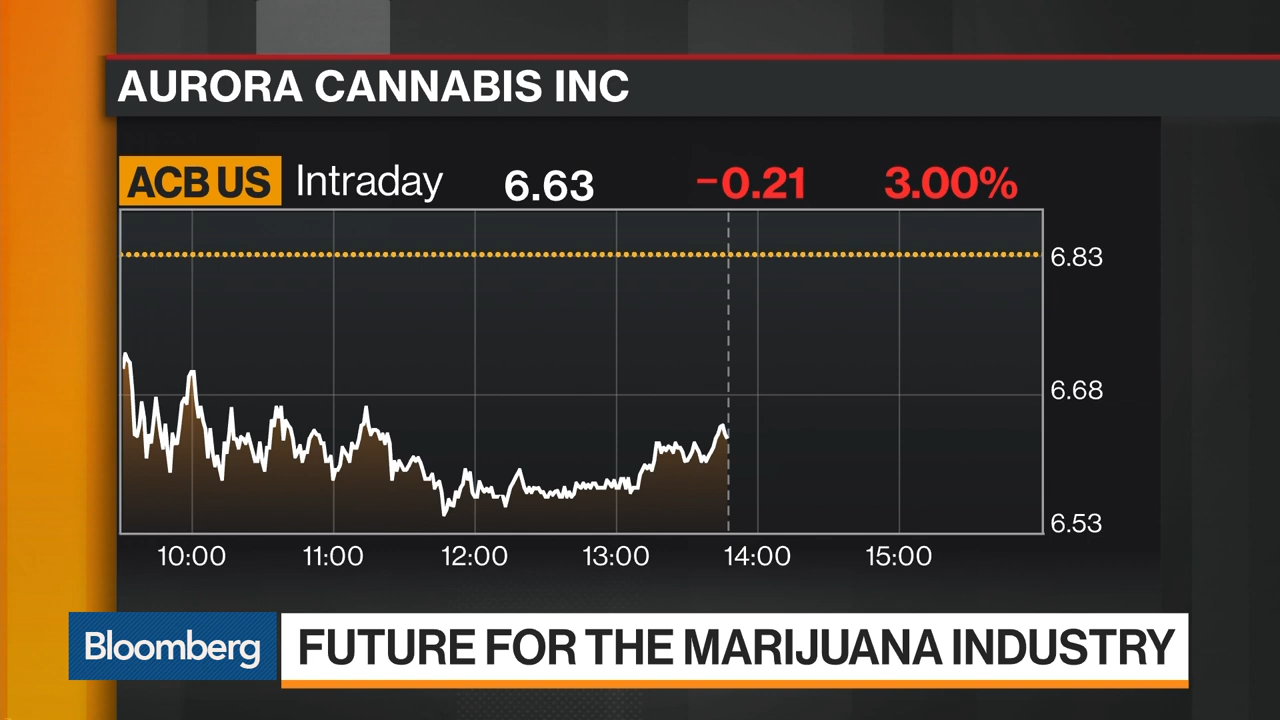 AURORA CANNABIS INC
ACB US Intraday 6.63 −0.21 3.00%
6.83
6.68
6.53
10:00 11:00 12:00 13:00 14:00 15:00
Bloomberg FUTURE FOR THE MARIJUANA INDUSTRY